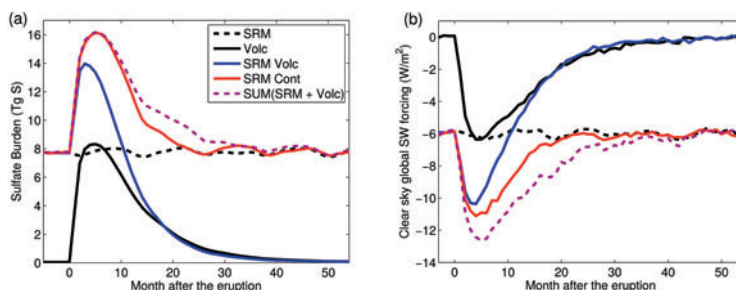 (a)
16
14
12
10
8
6
4
2
0
Sulfate Burden (Tg S)
0
10
20
30
40
50
Month after the eruption
SRM
Volc
SRM Volc
SRM Cont
SUM(SRM + Volc)
(b)
0
−2
−4
−6
−8
−10
−12
−14
Clear sky global SW forcing (W/m²)
0
10
20
30
40
50
Month after the eruption